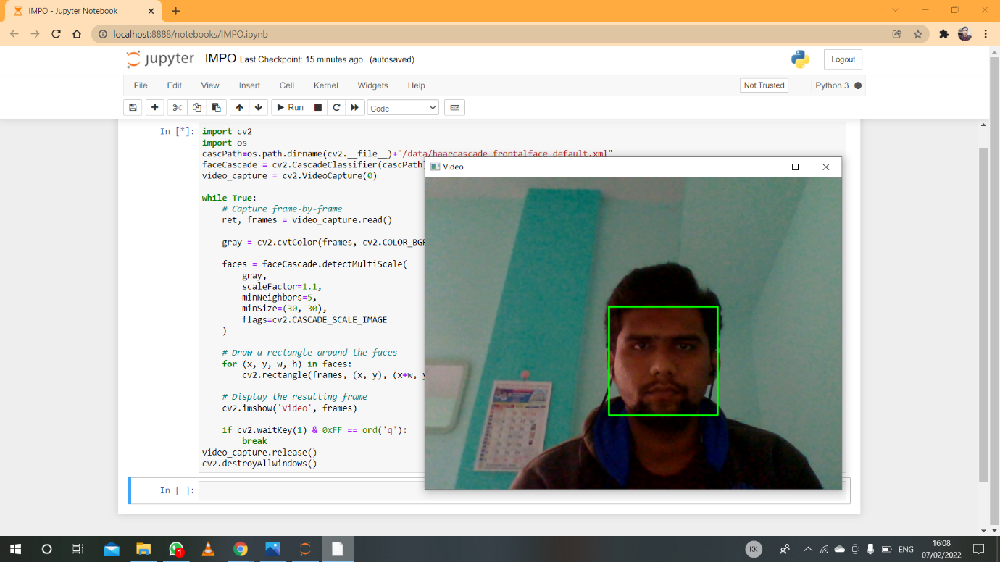 IMPO - Jupyter Notebook
localhost:8888/notebooks/IMPO.ipynb
jupyter IMPO Last Checkpoint: 15 minutes ago (autosaved)
Logout
File Edit View Insert Cell Kernel Widgets Help
Not Trusted
Python 3
Run
Code
In [*]:
import cv2
import os
cascPath=os.path.dirname(cv2.__file__)+"/data/haarcascade_frontalface_default.xml"
faceCascade = cv2.CascadeClassifier(cascPath)
video_capture = cv2.VideoCapture(0)
while True:
# Capture frame-by-frame
ret, frames = video_capture.read()
gray = cv2.cvtColor(frames, cv2.COLOR_BGR
faces = faceCascade.detectMultiScale(
gray,
scaleFactor=1.1,
minNeighbors=5,
minSize=(30, 30),
flags=cv2.CASCADE_SCALE_IMAGE
)
# Draw a rectangle around the faces
for (x, y, w, h) in faces:
cv2.rectangle(frames, (x, y), (x+w, y
# Display the resulting frame
cv2.imshow('Video', frames)
if cv2.waitKey(1) & 0xFF == ord('q'):
break
video_capture.release()
cv2.destroyAllWindows()
Video
In [ ]:
1
KK
ENG
16:08
07/02/2022